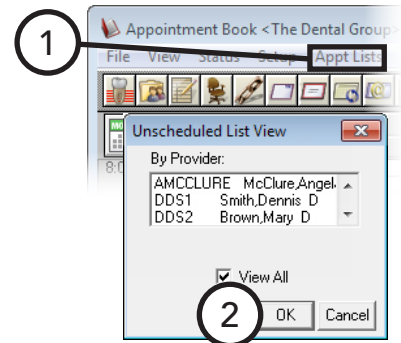 1
Appointment Book <The Dental Group>
File View Status Setup Appt Lists
Unscheduled List View
By Provider:
AMCCLURE McClure,Angel
DDS1 Smith,Dennis D
DDS2 Brown,Mary D
View All
2 OK Cancel